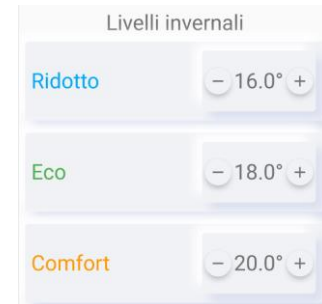 Livelli invernali
Ridotto − 16.0° +
Eco − 18.0° +
Comfort − 20.0° +